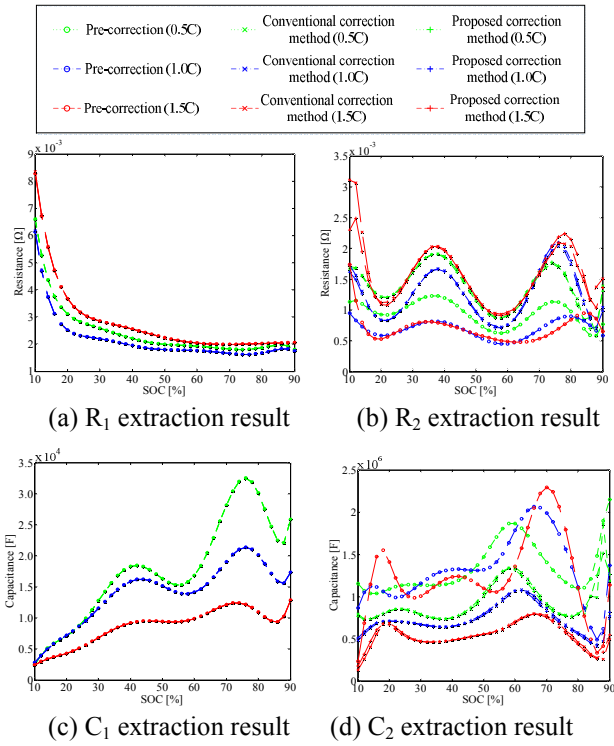 Pre-correction (0.5C)
Conventional correction
method (0.5C)
Proposed correction
method (0.5C)
Pre-correction (1.0C)
Conventional correction
method (1.0C)
Proposed correction
method (1.0C)
Pre-correction (1.5C)
Conventional correction
method (1.5C)
Proposed correction
method (1.5C)
×10⁻³
9
8
7
6
5
4
3
2
1
Resistance [Ω]
10 20 30 40 50 60 70 80 90
SOC [%]
(a) R₁ extraction result
×10⁻³
3.5
3
2.5
2
1.5
1
0.5
0
Resistance [Ω]
10 20 30 40 50 60 70 80 90
SOC [%]
(b) R₂ extraction result
×10⁴
3.5
3.0
2.5
2.0
1.5
1.0
0.5
0
Capacitance [F]
10 20 30 40 50 60 70 80 90
SOC [%]
(c) C₁ extraction result
×10⁶
2.5
2
1.5
1
0.5
0
Capacitance [F]
10 20 30 40 50 60 70 80 90
SOC [%]
(d) C₂ extraction result